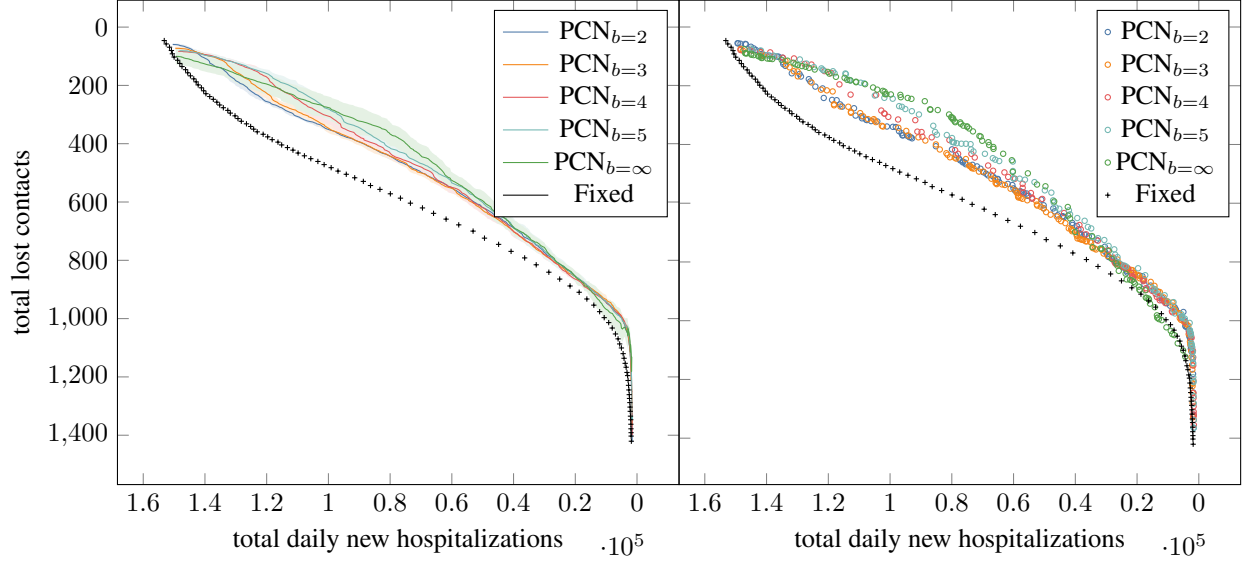 0
200
400
600
800
1,000
1,200
1,400
total lost contacts
PCN_{b=2}
PCN_{b=3}
PCN_{b=4}
PCN_{b=5}
PCN_{b=∞}
Fixed
1.6 1.4 1.2 1 0.8 0.6 0.4 0.2 0
total daily new hospitalizations ·10^5
PCN_{b=2}
PCN_{b=3}
PCN_{b=4}
PCN_{b=5}
PCN_{b=∞}
Fixed
1.6 1.4 1.2 1 0.8 0.6 0.4 0.2 0
total daily new hospitalizations ·10^5